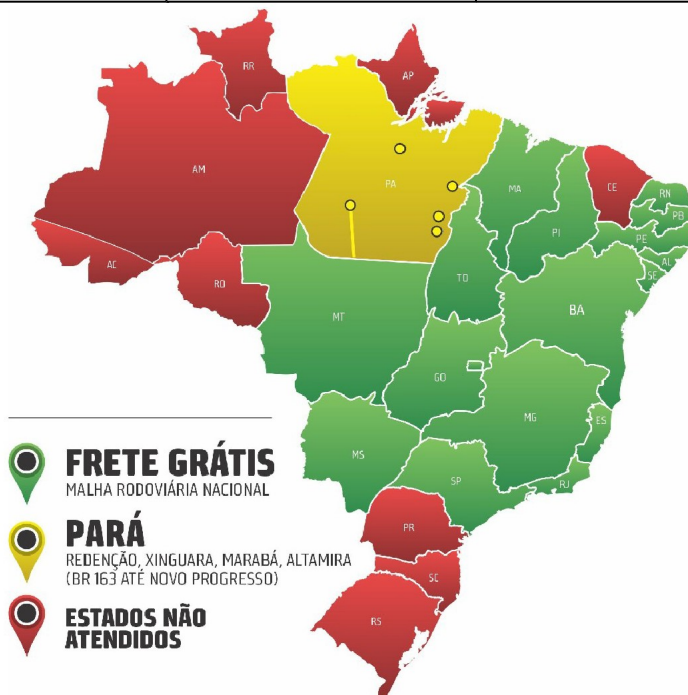 RR
AP
AM
PA
MA
CE
RN
PB
PI
PE
AL
SE
AC
RO
TO
BA
MT
GO
MG
ES
MS
SP
RJ
PR
SC
RS
FRETE GRÁTIS
MALHA RODOVIÁRIA NACIONAL
PARÁ
REDENÇÃO, XINGUARA, MARABÁ, ALTAMIRA
(BR 163 ATÉ NOVO PROGRESSO)
ESTADOS NÃO
ATENDIDOS